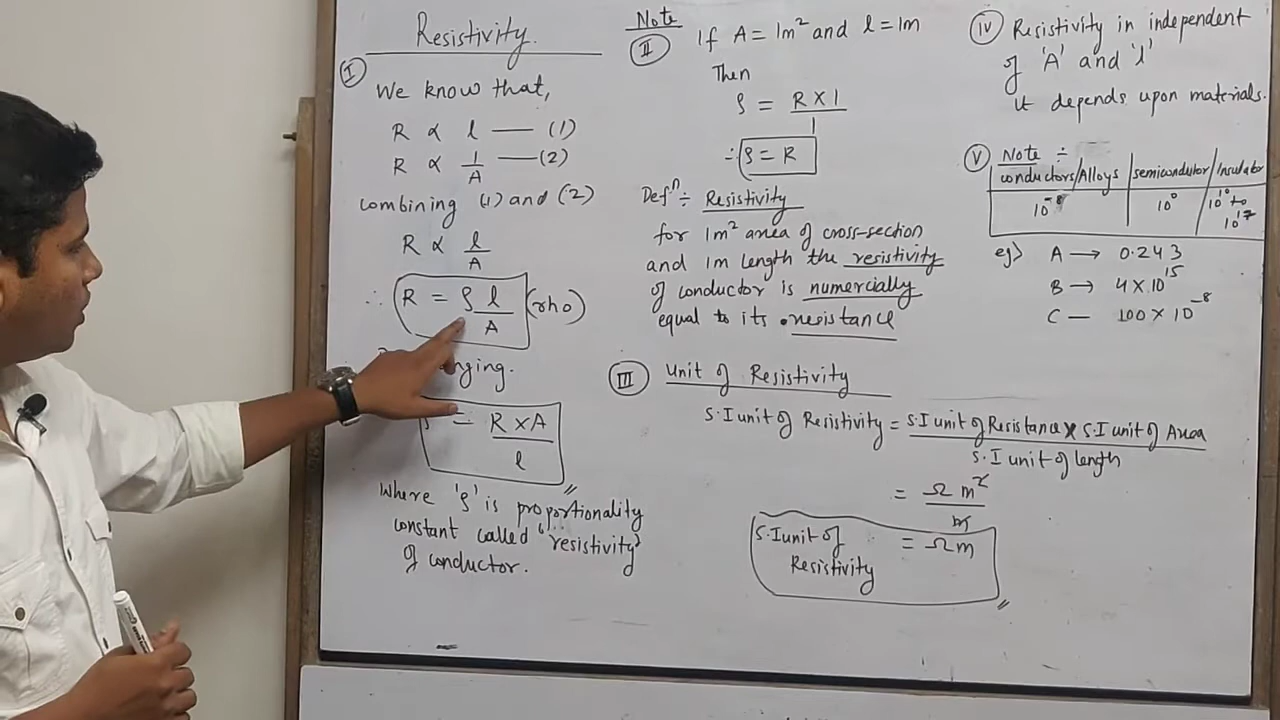 Resistivity.
I
We know that,
R ∝ l — (1)
R ∝ 1/A — (2)
combining (1) and (2)
R ∝ l/A
∴ R = ρ l/A (rho)
nging.
= R × A / l
Where 'ρ' is proportionality
constant called "resistivity"
of conductor.
Note
II If A = 1m² and l = 1m
Then
ρ = R × 1 / 1
∴ ρ = R
Defⁿ ÷ Resistivity
for 1m² area of cross-section
and 1m length the resistivity
of conductor is numercially
equal to its resistance
III Unit of Resistivity
S.I unit of Resistivity = S.I unit of Resistance × S.I unit of Area / S.I unit of length
= Ω m² / m
S.I unit of Resistivity = Ω m
iv Resistivity in independent
of 'A' and 'l'
it depends upon materials.
V Note ÷
conductors/Alloys | semiconductor | Insulator
10⁻⁸ | 10⁰ | 10¹⁰ to 10¹⁷
eg) A → 0.243
B → 4 × 10¹⁵
C — 100 × 10⁻⁸